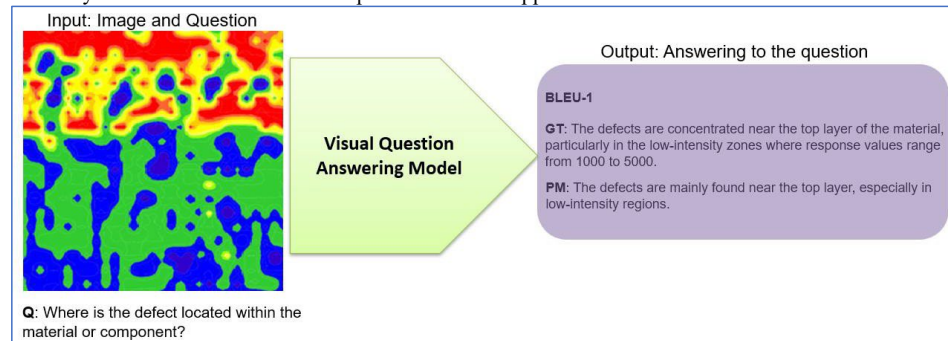 Input: Image and Question
Output: Answering to the question
Visual Question
Answering Model
BLEU-1
GT: The defects are concentrated near the top layer of the material,
particularly in the low-intensity zones where response values range
from 1000 to 5000.
PM: The defects are mainly found near the top layer, especially in
low-intensity regions.
Q: Where is the defect located within the
material or component?